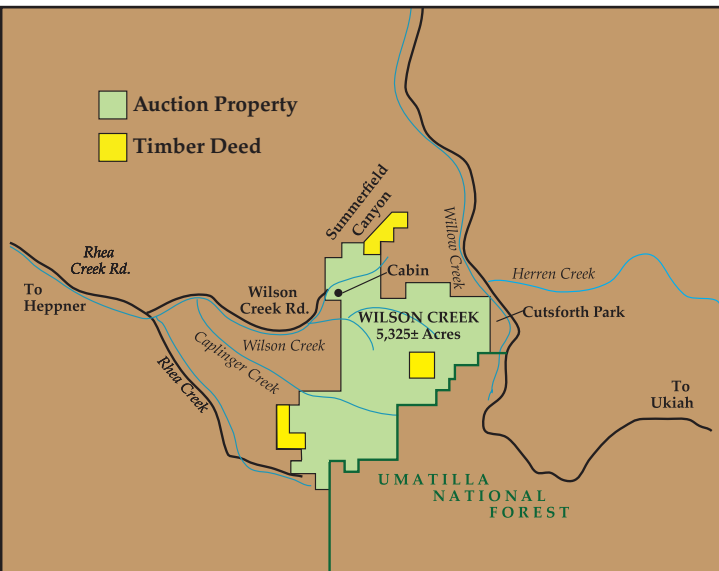 Auction Property
Timber Deed
Summerfield
Canyon
Willow Creek
Rhea
Creek Rd.
To
Heppner
Wilson
Creek Rd.
Cabin
Herren Creek
Cutsforth Park
WILSON CREEK
5,325± Acres
Wilson Creek
Caplinger Creek
Rhea Creek
To
Ukiah
UMATILLA
NATIONAL
FOREST